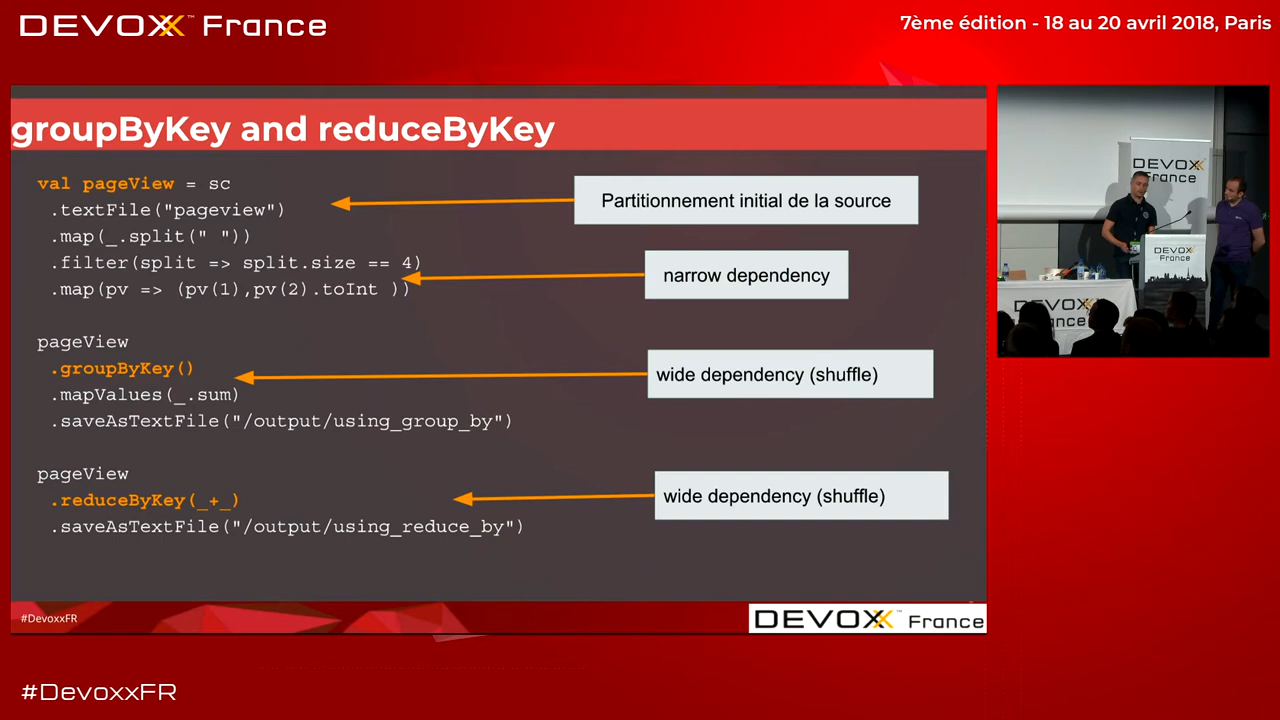 DEVOXX™ France
7ème édition - 18 au 20 avril 2018, Paris
groupByKey and reduceByKey
val pageView = sc
.textFile("pageview")
.map(_.split(" "))
.filter(split => split.size == 4)
.map(pv => (pv(1),pv(2).toInt ))
Partitionnement initial de la source
narrow dependency
pageView
.groupByKey()
.mapValues(_.sum)
.saveAsTextFile("/output/using_group_by")
wide dependency (shuffle)
pageView
.reduceByKey(_+_)
.saveAsTextFile("/output/using_reduce_by")
wide dependency (shuffle)
#DevoxxFR
DEVOXX™ France
DEVOXX
France
DEVOXX
France
DEVOXX
France
#DevoxxFR